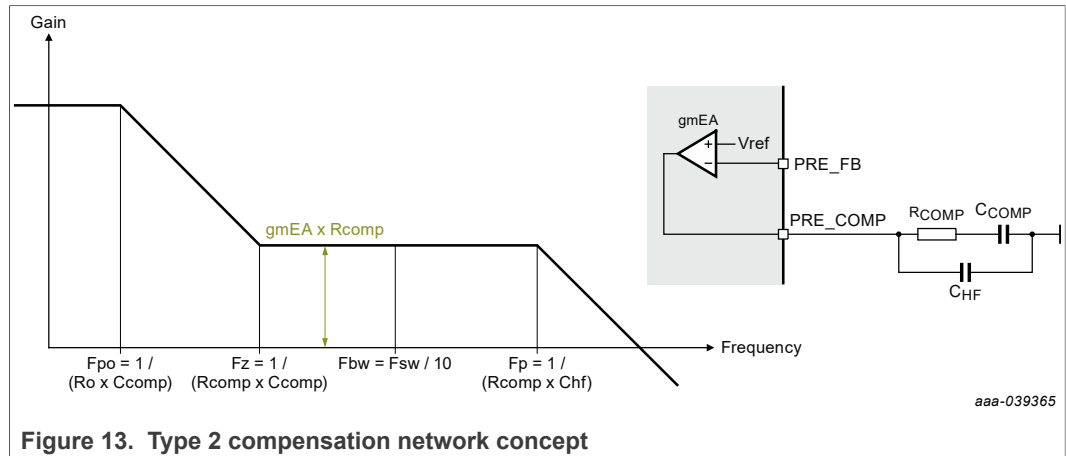 Gain
gmEA x Rcomp
Fpo = 1 /
(Ro x Ccomp)
Fz = 1 /
(Rcomp x Ccomp)
Fbw = Fsw / 10
Fp = 1 /
(Rcomp x Chf)
Frequency
gmEA
+
Vref
−
PRE_FB
PRE_COMP
RCOMP
CCOMP
CHF
aaa-039365
Figure 13. Type 2 compensation network concept